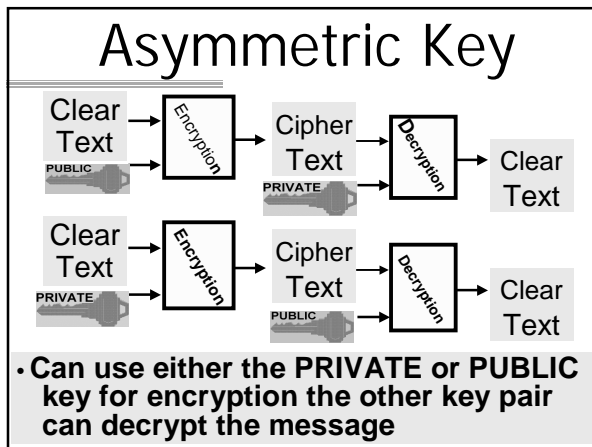 Asymmetric Key
Clear
Text
PUBLIC
Encryption
Cipher
Text
PRIVATE
Decryption
Clear
Text
Clear
Text
PRIVATE
Encryption
Cipher
Text
PUBLIC
Decryption
Clear
Text
• Can use either the PRIVATE or PUBLIC
key for encryption the other key pair
can decrypt the message